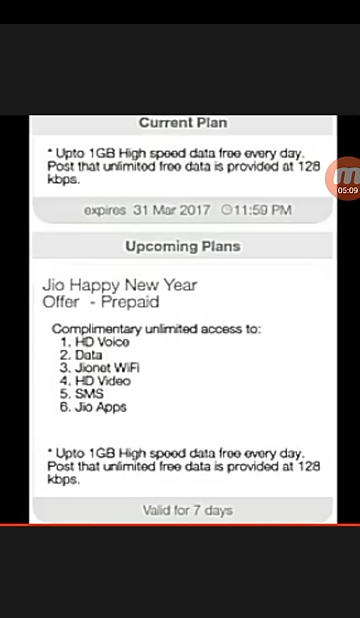 Current Plan
* Upto 1GB High speed data free every day.
Post that unlimited free data is provided at 128
kbps.
expires 31 Mar 2017 11:59 PM
05:09
Upcoming Plans
Jio Happy New Year
Offer - Prepaid
Complimentary unlimited access to:
1. HD Voice
2. Data
3. Jionet WiFi
4. HD Video
5. SMS
6. Jio Apps
* Upto 1GB High speed data free every day.
Post that unlimited free data is provided at 128
kbps.
Valid for 7 days